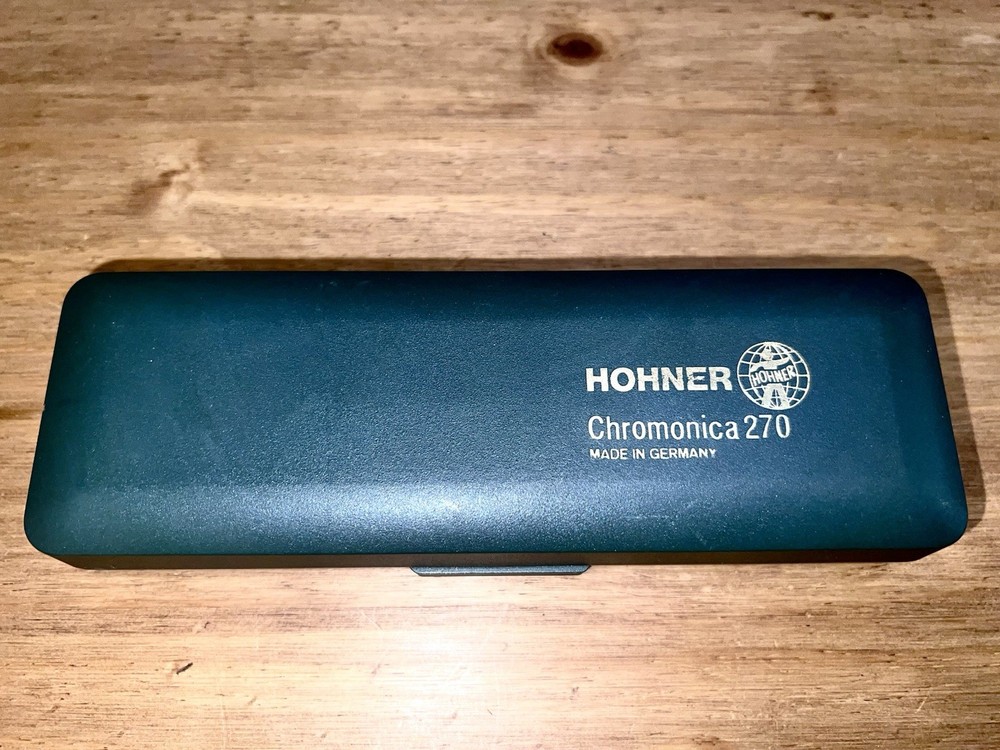 HOHNER HOHNER
Chromonica 270
MADE IN GERMANY